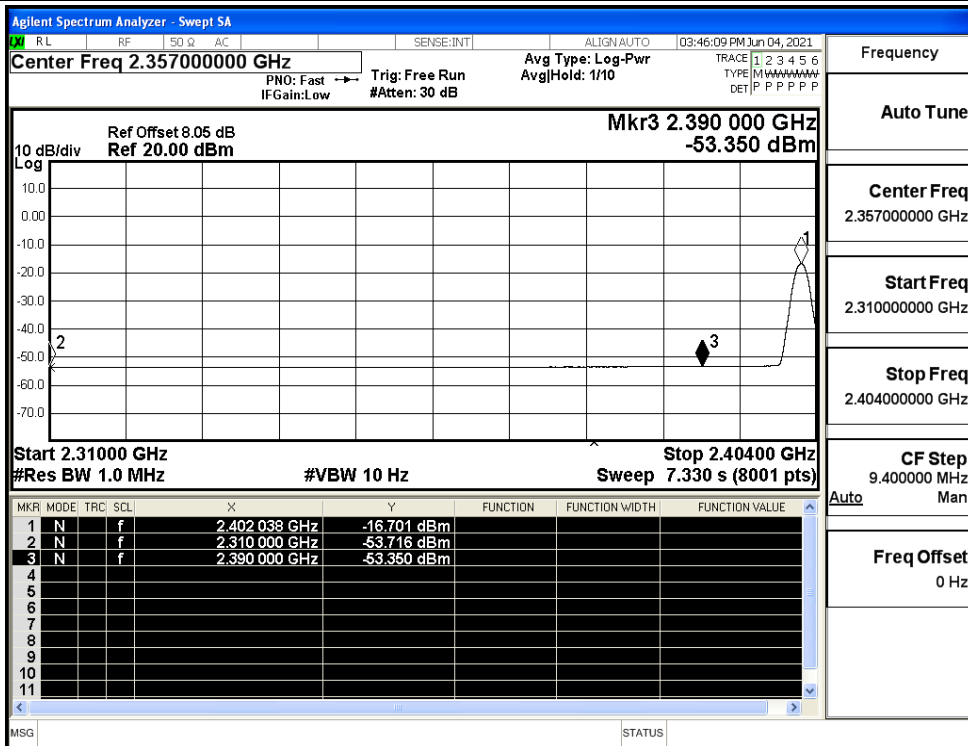 Agilent Spectrum Analyzer - Swept SA
LXI RL RF 50 Ω AC SENSE:INT ALIGN AUTO 03:46:09 PM Jun 04, 2021
Center Freq 2.357000000 GHz
PNO: Fast
IFGain:Low
Trig: Free Run
#Atten: 30 dB
Avg Type: Log-Pwr
Avg|Hold: 1/10
TRACE 1 2 3 4 5 6
TYPE M W W W W W
DET P P P P P P
Ref Offset 8.05 dB
Ref 20.00 dBm
10 dB/div
Log
Mkr3 2.390 000 GHz
-53.350 dBm
10.0
0.00
-10.0
-20.0
-30.0
-40.0
-50.0
-60.0
-70.0
1
2
3
Start 2.31000 GHz Stop 2.40400 GHz
#Res BW 1.0 MHz #VBW 10 Hz Sweep 7.330 s (8001 pts)
MKR MODE TRC SCL X Y FUNCTION FUNCTION WIDTH FUNCTION VALUE
1 N f 2.402 038 GHz -16.701 dBm
2 N f 2.310 000 GHz -53.716 dBm
3 N f 2.390 000 GHz -53.350 dBm
4
5
6
7
8
9
10
11
MSG STATUS
Frequency
Auto Tune
Center Freq
2.357000000 GHz
Start Freq
2.310000000 GHz
Stop Freq
2.404000000 GHz
CF Step
9.400000 MHz
Auto Man
Freq Offset
0 Hz